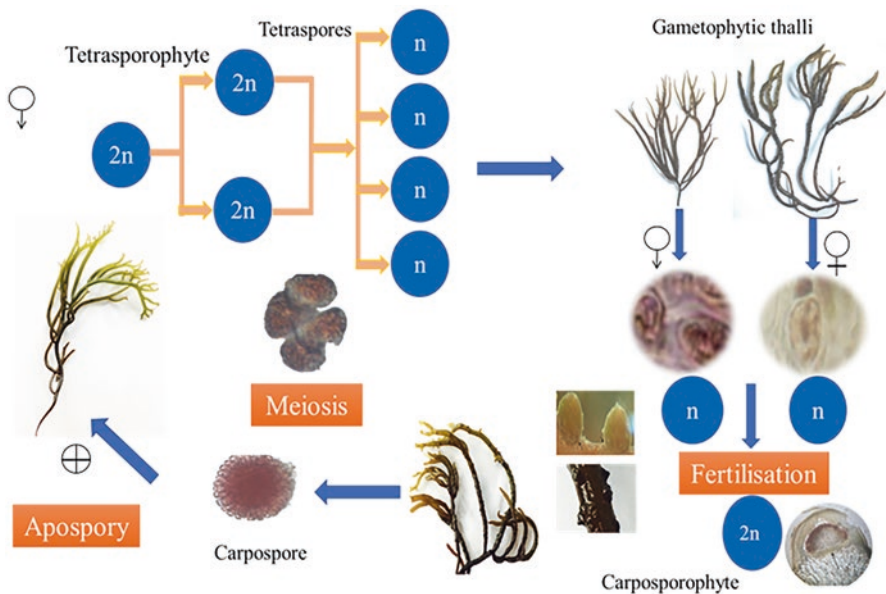 Tetraspores
Gametophytic thalli
Tetrasporophyte
n
2n
n
2n
n
2n
n
Meiosis
n
n
Fertilisation
Apospory
Carpospore
2n
Carposporophyte